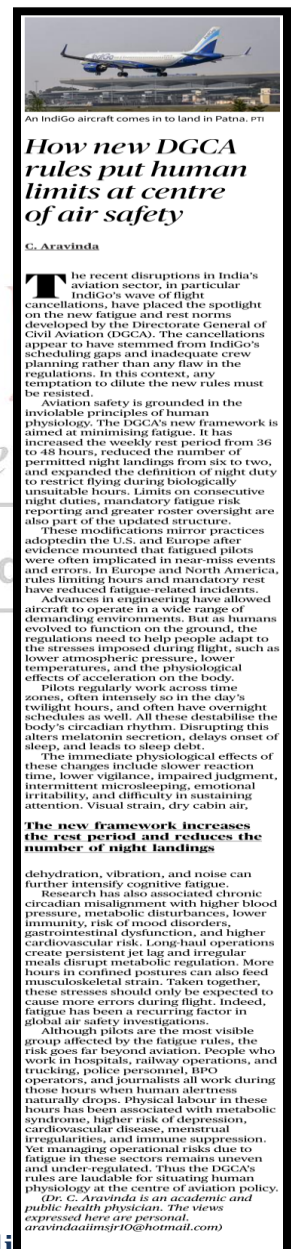 An IndiGo aircraft comes in to land in Patna. PTI
How new DGCA
rules put human
limits at centre
of air safety
C. Aravinda
The recent disruptions in India's
aviation sector, in particular
IndiGo's wave of flight
cancellations, have placed the spotlight
on the new fatigue and rest norms
developed by the Directorate General of
Civil Aviation (DGCA). The cancellations
appear to have stemmed from IndiGo's
scheduling gaps and inadequate crew
planning rather than any flaw in the
regulations. In this context, any
temptation to dilute the new rules must
be resisted.
Aviation safety is grounded in the
inviolable principles of human
physiology. The DGCA's new framework is
aimed at minimising fatigue. It has
increased the weekly rest period from 36
to 48 hours, reduced the number of
permitted night landings from six to two,
and expanded the definition of night duty
to restrict flying during biologically
unsuitable hours. Limits on consecutive
night duties, mandatory fatigue risk
reporting and greater roster oversight are
also part of the updated structure.
These modifications mirror practices
adoptedin the U.S. and Europe after
evidence mounted that fatigued pilots
were often implicated in near-miss events
and errors. In Europe and North America,
rules limiting hours and mandatory rest
have reduced fatigue-related incidents.
Advances in engineering have allowed
aircraft to operate in a wide range of
demanding environments. But as humans
evolved to function on the ground, the
regulations need to help people adapt to
the stresses imposed during flight, such as
lower atmospheric pressure, lower
temperatures, and the physiological
effects of acceleration on the body.
Pilots regularly work across time
zones, often intensely so in the day's
twilight hours, and often have overnight
schedules as well. All these destabilise the
body's circadian rhythm. Disrupting this
alters melatonin secretion, delays onset of
sleep, and leads to sleep debt.
The immediate physiological effects of
these changes include slower reaction
time, lower vigilance, impaired judgment,
intermittent microsleeping, emotional
irritability, and difficulty in sustaining
attention. Visual strain, dry cabin air,
The new framework increases
the rest period and reduces the
number of night landings
dehydration, vibration, and noise can
further intensify cognitive fatigue.
Research has also associated chronic
circadian misalignment with higher blood
pressure, metabolic disturbances, lower
immunity, risk of mood disorders,
gastrointestinal dysfunction, and higher
cardiovascular risk. Long-haul operations
create persistent jet lag and irregular
meals disrupt metabolic regulation. More
hours in confined postures can also feed
musculoskeletal strain. Taken together,
these stresses should only be expected to
cause more errors during flight. Indeed,
fatigue has been a recurring factor in
global air safety investigations.
Although pilots are the most visible
group affected by the fatigue rules, the
risk goes far beyond aviation. People who
work in hospitals, railway operations, and
trucking, police personnel, BPO
operators, and journalists all work during
those hours when human alertness
naturally drops. Physical labour in these
hours has been associated with metabolic
syndrome, higher risk of depression,
cardiovascular disease, menstrual
irregularities, and immune suppression.
Yet managing operational risks due to
fatigue in these sectors remains uneven
and under-regulated. Thus the DGCA's
rules are laudable for situating human
physiology at the centre of aviation policy.
(Dr. C. Aravinda is an academic and
public health physician. The views
expressed here are personal.
aravindaaiimsjr10@hotmail.com)